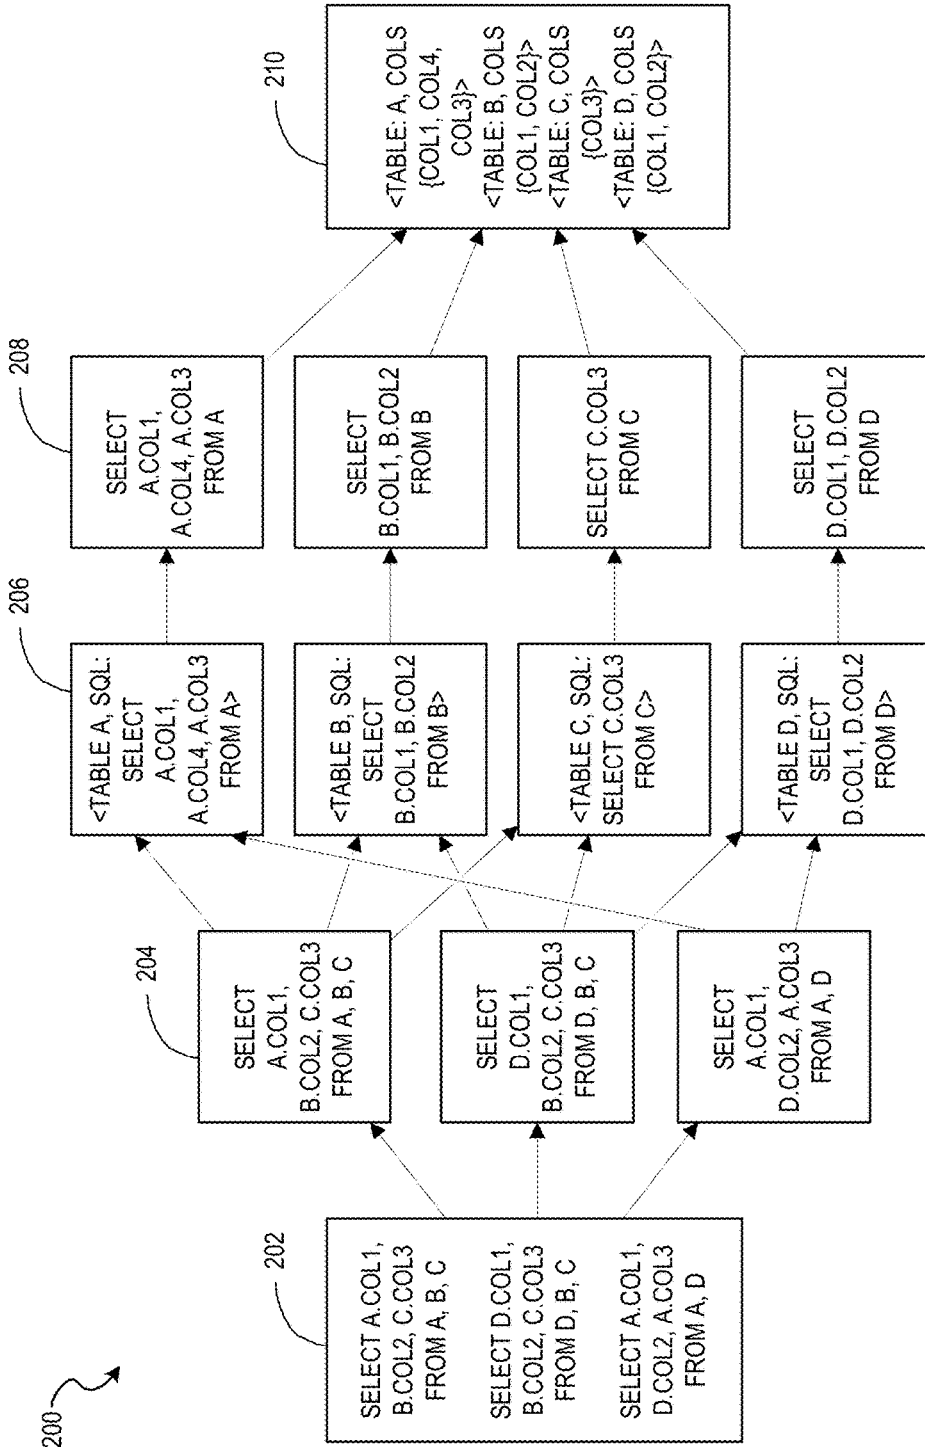 200
202
SELECT A.COL1,
B.COL2, C.COL3
FROM A, B, C
SELECT D.COL1,
B.COL2, C.COL3
FROM D, B, C
SELECT A.COL1,
D.COL2, A.COL3
FROM A, D
204
SELECT
A.COL1,
B.COL2, C.COL3
FROM A, B, C
SELECT
D.COL1,
B.COL2, C.COL3
FROM D, B, C
SELECT
A.COL1,
D.COL2, A.COL3
FROM A, D
206
<TABLE A, SQL:
SELECT
A.COL1,
A.COL4, A.COL3
FROM A>
<TABLE B, SQL:
SELECT
B.COL1, B.COL2
FROM B>
<TABLE C, SQL:
SELECT C.COL3
FROM C>
<TABLE D, SQL:
SELECT
D.COL1, D.COL2
FROM D>
208
SELECT
A.COL1,
A.COL4, A.COL3
FROM A
SELECT
B.COL1, B.COL2
FROM B
SELECT C.COL3
FROM C
SELECT
D.COL1, D.COL2
FROM D
210
<TABLE: A, COLS
{COL1, COL4,
COL3}>
<TABLE: B, COLS
{COL1, COL2}>
<TABLE: C, COLS
{COL3}>
<TABLE: D, COLS
{COL1, COL2}>